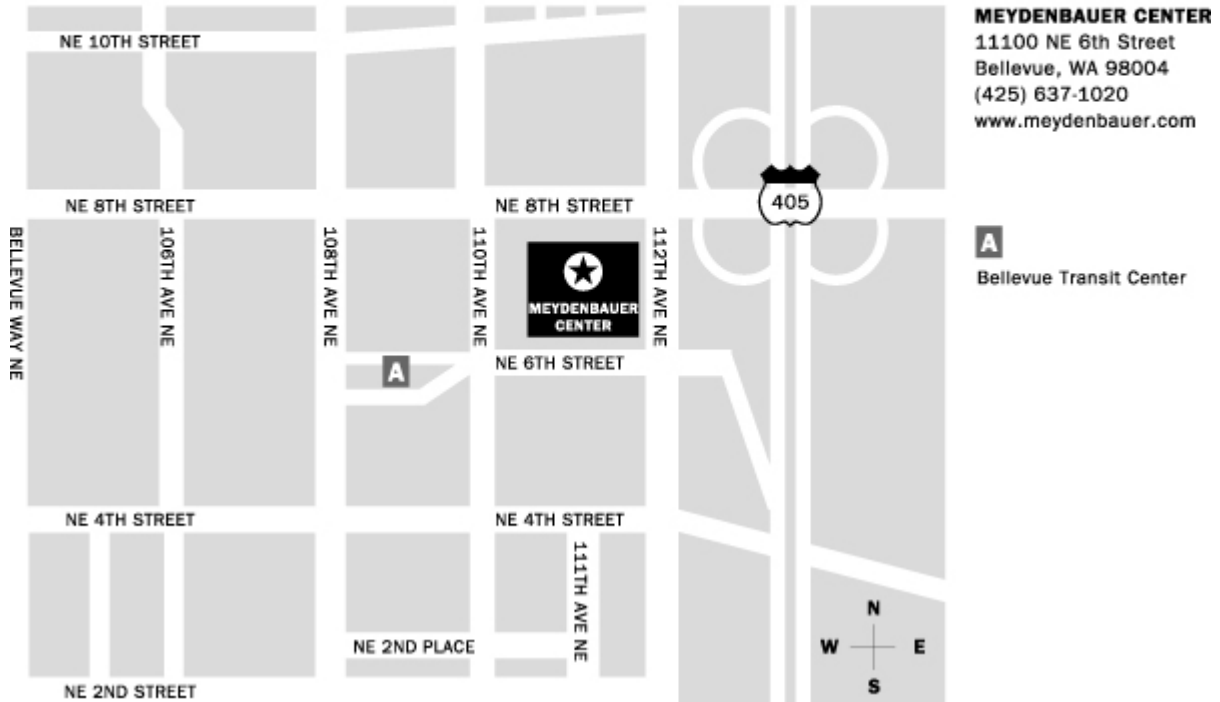 MEYDENBAUER CENTER
11100 NE 6th Street
Bellevue, WA 98004
(425) 637-1020
www.meydenbauer.com
NE 10TH STREET
405
NE 8TH STREET
NE 8TH STREET
BELLEVUE WAY NE
106TH AVE NE
108TH AVE NE
110TH AVE NE
112TH AVE NE
A
Bellevue Transit Center
MEYDENBAUER
CENTER
A
NE 6TH STREET
NE 4TH STREET
NE 4TH STREET
111TH AVE NE
N
W
E
S
NE 2ND PLACE
NE 2ND STREET